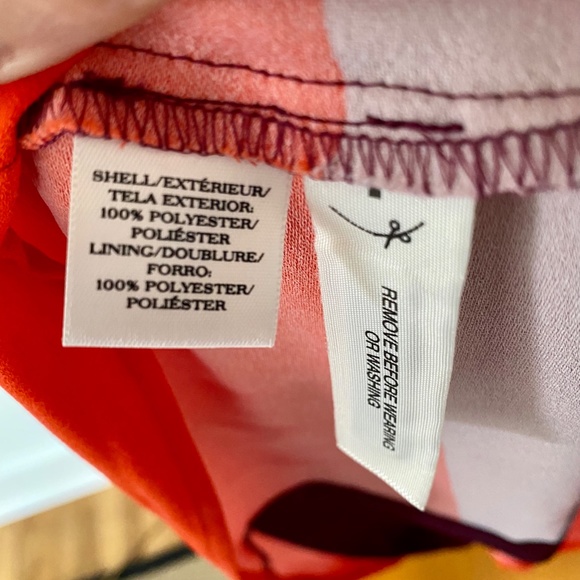 SHELL/EXTÉRIEUR/
TELA EXTERIOR:
100% POLYESTER/
POLIÉSTER
LINING/DOUBLURE/
FORRO:
100% POLYESTER/
POLIÉSTER
REMOVE BEFORE WEARING
OR WASHING